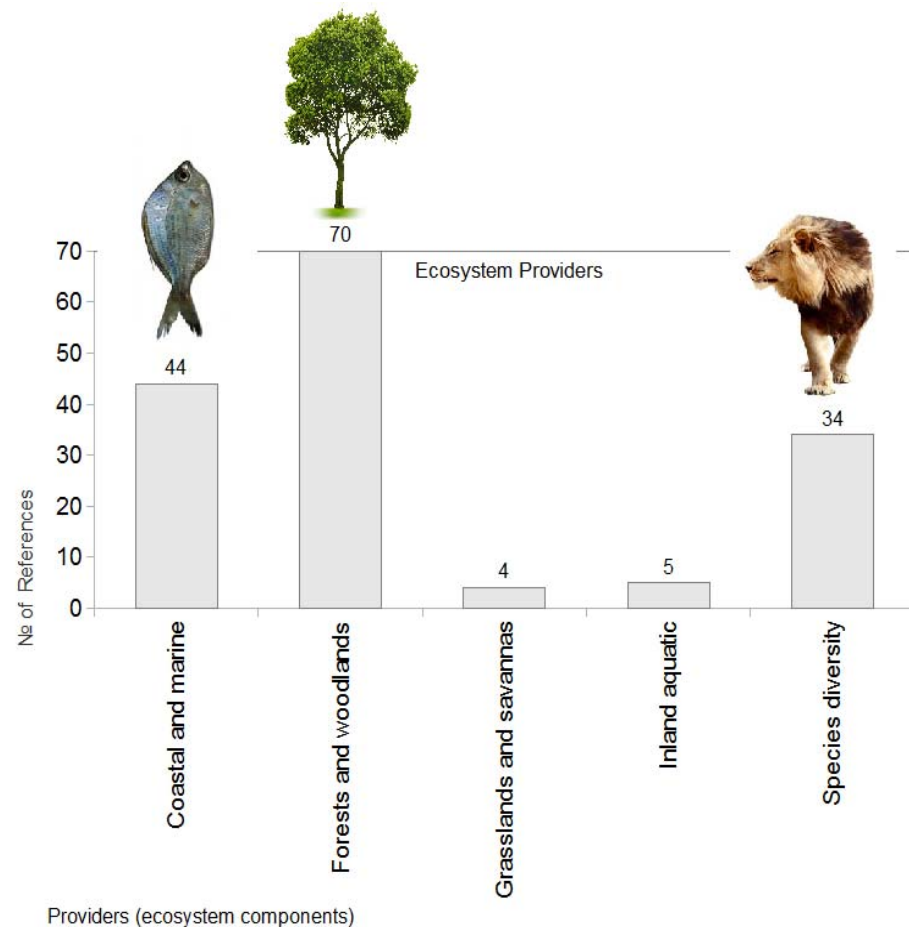 70
70
Ecosystem Providers
60
50
44
40
34
30
20
10
4
5
0
№ of References
Coastal and marine
Forests and woodlands
Grasslands and savannas
Inland aquatic
Species diversity
Providers (ecosystem components)